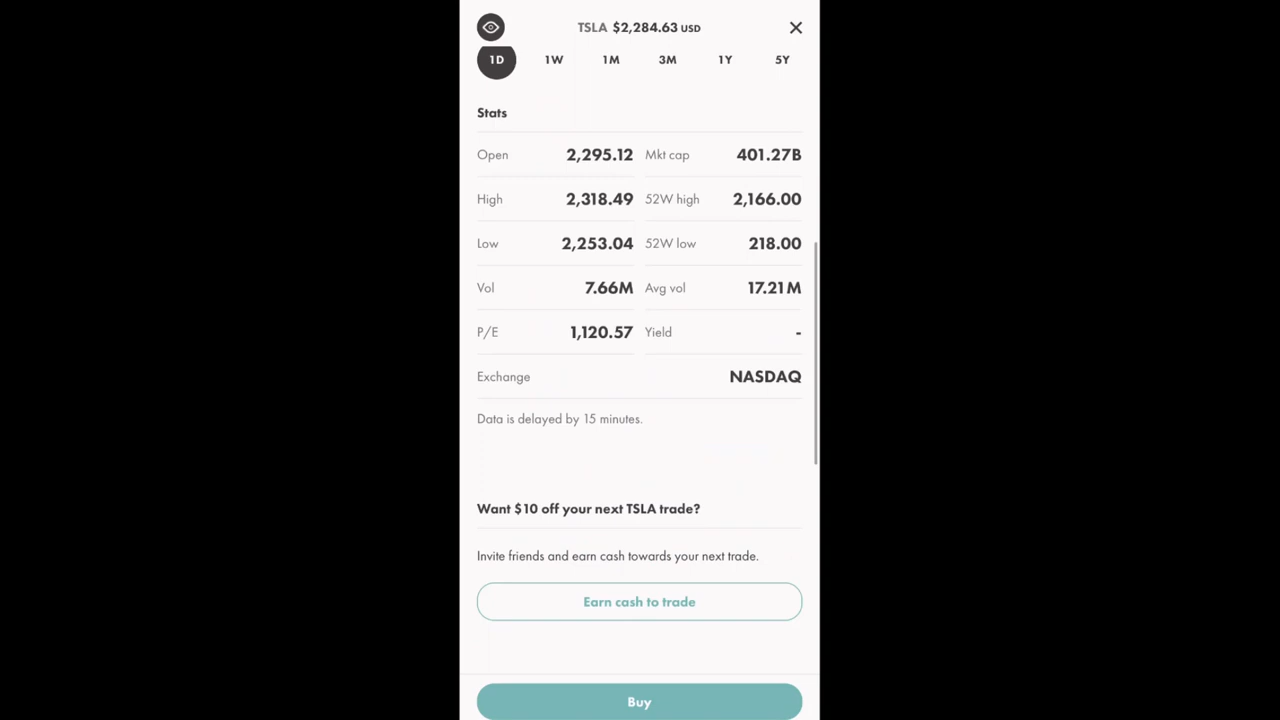 TSLA $2,284.63 USD
1D 1W 1M 3M 1Y 5Y
Stats
Open 2,295.12 Mkt cap 401.27B
High 2,318.49 52W high 2,166.00
Low 2,253.04 52W low 218.00
Vol 7.66M Avg vol 17.21M
P/E 1,120.57 Yield -
Exchange NASDAQ
Data is delayed by 15 minutes.
Want $10 off your next TSLA trade?
Invite friends and earn cash towards your next trade.
Earn cash to trade
Buy